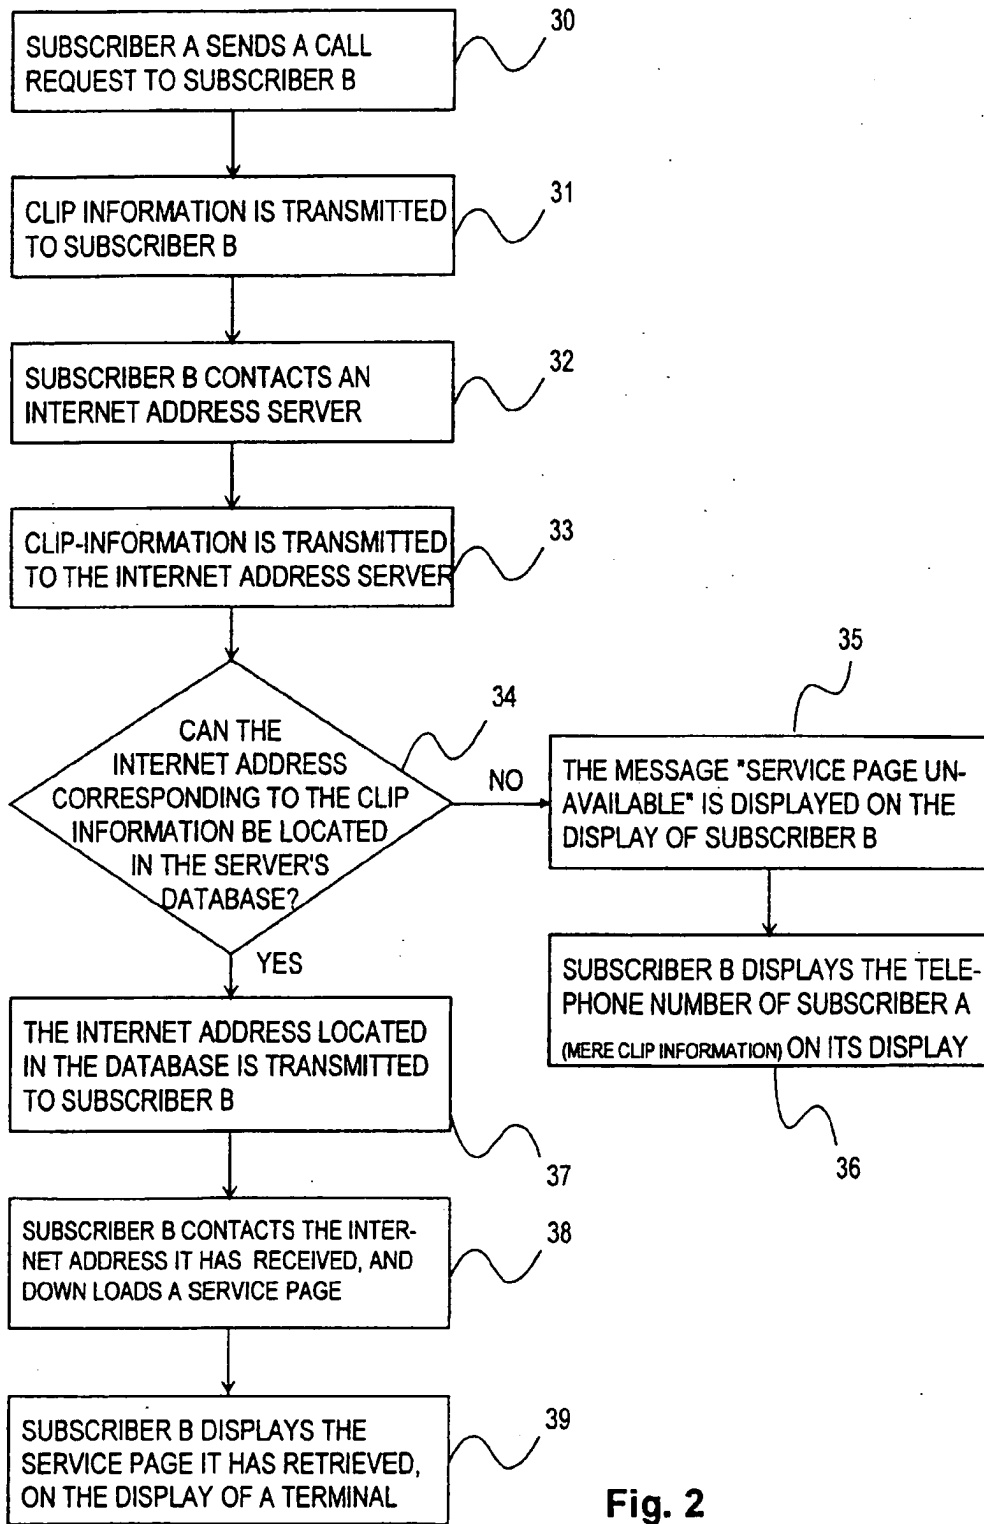 SUBSCRIBER A SENDS A CALL
REQUEST TO SUBSCRIBER B
30
CLIP INFORMATION IS TRANSMITTED
TO SUBSCRIBER B
31
SUBSCRIBER B CONTACTS AN
INTERNET ADDRESS SERVER
32
CLIP-INFORMATION IS TRANSMITTED
TO THE INTERNET ADDRESS SERVER
33
CAN THE
INTERNET ADDRESS
CORRESPONDING TO THE CLIP
INFORMATION BE LOCATED
IN THE SERVER'S
DATABASE?
34
NO
35
THE MESSAGE "SERVICE PAGE UN-
AVAILABLE" IS DISPLAYED ON THE
DISPLAY OF SUBSCRIBER B
SUBSCRIBER B DISPLAYS THE TELE-
PHONE NUMBER OF SUBSCRIBER A
(MERE CLIP INFORMATION) ON ITS DISPLAY
36
YES
THE INTERNET ADDRESS LOCATED
IN THE DATABASE IS TRANSMITTED
TO SUBSCRIBER B
37
SUBSCRIBER B CONTACTS THE INTER-
NET ADDRESS IT HAS RECEIVED, AND
DOWN LOADS A SERVICE PAGE
38
SUBSCRIBER B DISPLAYS THE
SERVICE PAGE IT HAS RETRIEVED,
ON THE DISPLAY OF A TERMINAL
39
Fig. 2